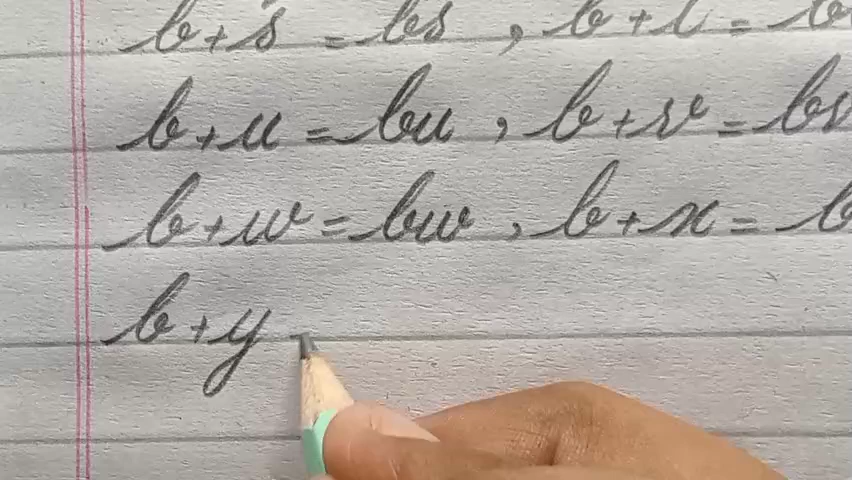 b+s = bs , b+t = b
b+u = bu , b+v = bv
b+w = bw , b+x = b
b+y